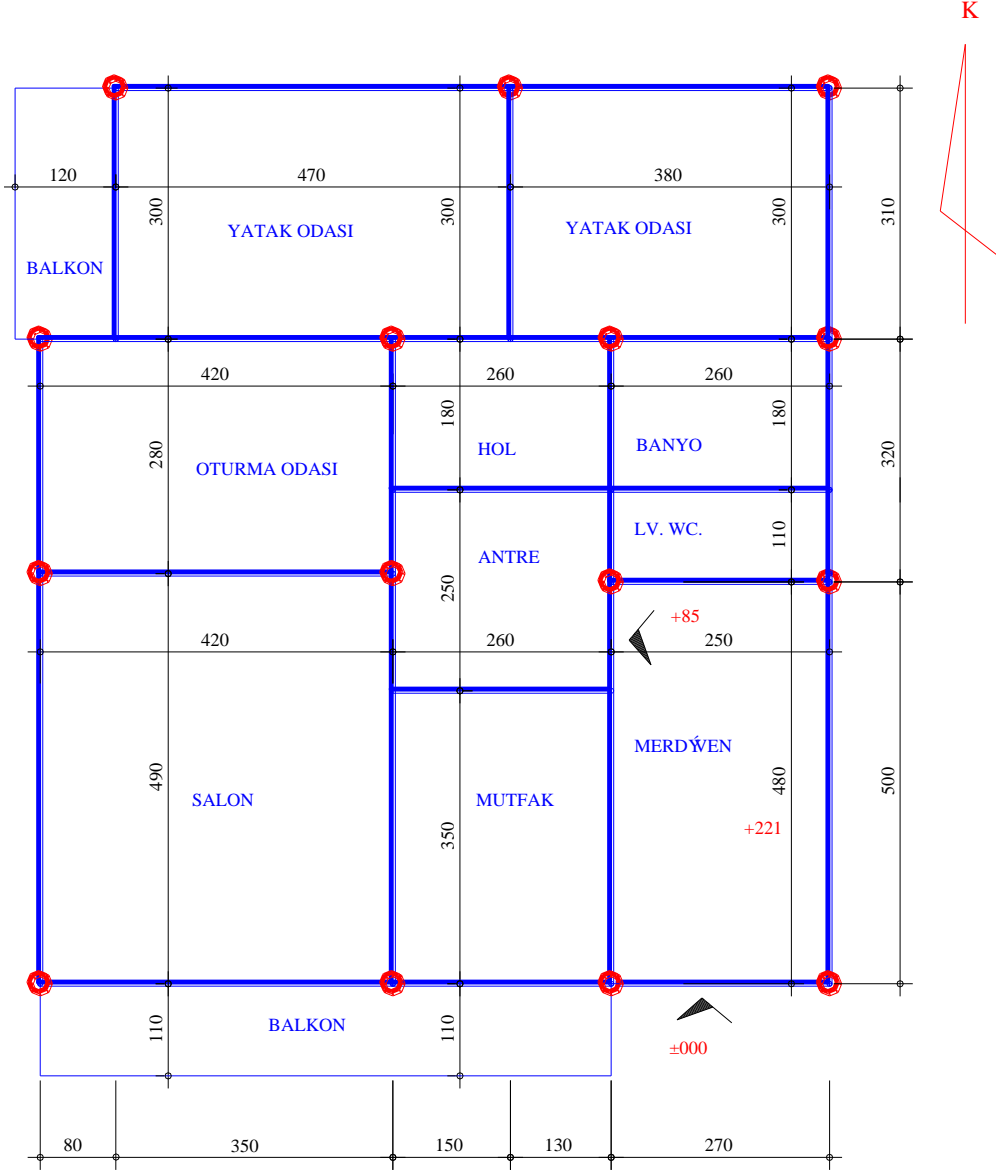 K
120
470
380
300
300
300
310
YATAK ODASI
YATAK ODASI
BALKON
420
260
260
180
180
280
320
HOL
BANYO
OTURMA ODASI
LV. WC.
110
ANTRE
250
+85
420
260
250
MERDÝVEN
490
480
500
SALON
MUTFAK
350
+221
BALKON
110
110
±000
80
350
150
130
270